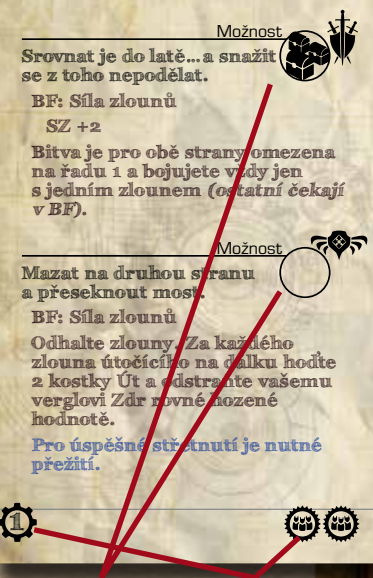 Možnost
Srovnat je do latě... a snažit
se z toho nepodělat.
BF: Síla zlounů
SZ +2
Bitva je pro obě strany omezena
na řadu 1 a bojujete vždy jen
s jedním zlounem (ostatní čekají
v BF).
Možnost
Mazat na druhou stranu
a přeseknout most.
BF: Síla zlounů
Odhalte zlouny. Za každého
zlouna útočícího na dálku hoďte
2 kostky Út a odstraňte vašemu
verglovi Zdr rovné hozené
hodnotě.
Pro úspěšné střetnutí je nutné
přežití.
1